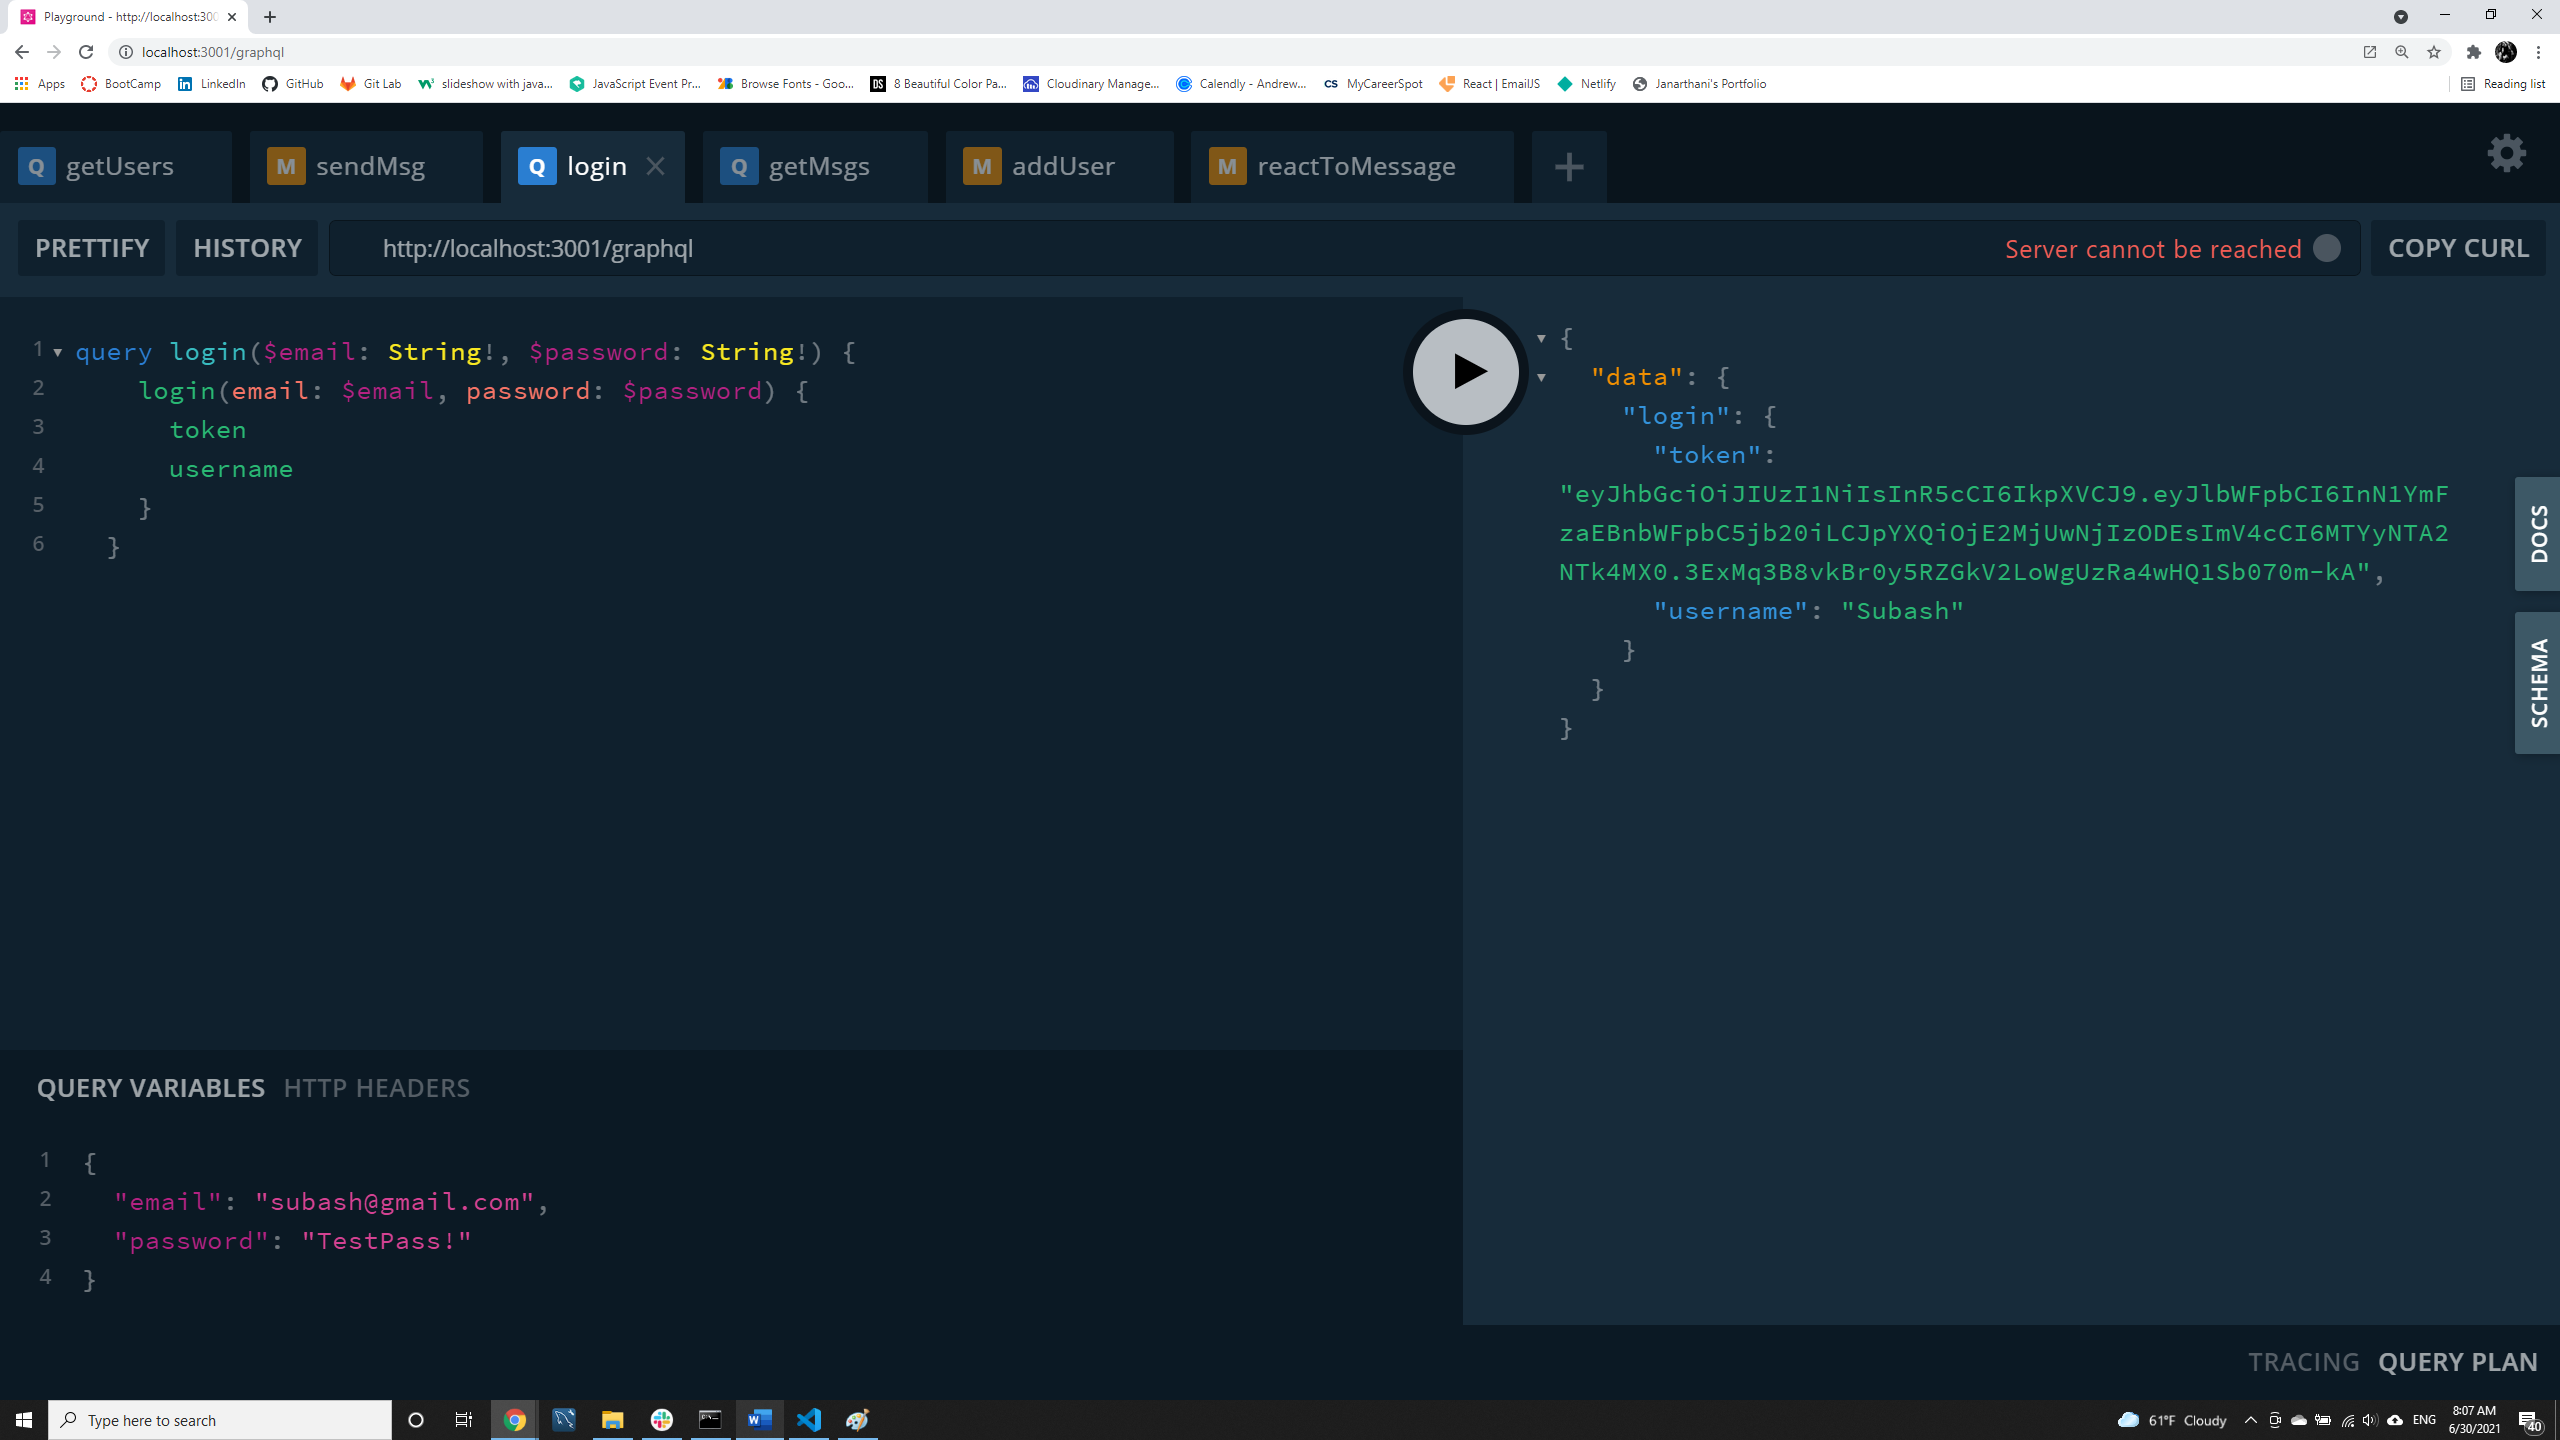 Playground - http://localhost:300
localhost:3001/graphql
Apps BootCamp LinkedIn GitHub Git Lab slideshow with java... JavaScript Event Pr... Browse Fonts - Goo... DS 8 Beautiful Color Pa... Cloudinary Manage... Calendly - Andrew... CS MyCareerSpot React | EmailJS Netlify Janarthani's Portfolio Reading list
Q getUsers M sendMsg Q login Q getMsgs M addUser M reactToMessage
PRETTIFY HISTORY http://localhost:3001/graphql Server cannot be reached COPY CURL
1 query login($email: String!, $password: String!) {
2 login(email: $email, password: $password) {
3 token
4 username
5 }
6 }
{
"data": {
"login": {
"token":
"eyJhbGciOiJIUzI1NiIsInR5cCI6IkpXVCJ9.eyJlbWFpbCI6InN1YmF
zaEBnbWFpbC5jb20iLCJpYXQiOjE2MjUwNjIzODEsImV4cCI6MTYyNTA2
NTk4MX0.3ExMq3B8vkBr0y5RZGkV2LoWgUzRa4wHQ1Sb070m-kA",
"username": "Subash"
}
}
}
DOCS
SCHEMA
QUERY VARIABLES HTTP HEADERS
1 {
2 "email": "subash@gmail.com",
3 "password": "TestPass!"
4 }
TRACING QUERY PLAN
Type here to search
61°F Cloudy ENG 8:07 AM
6/30/2021 40